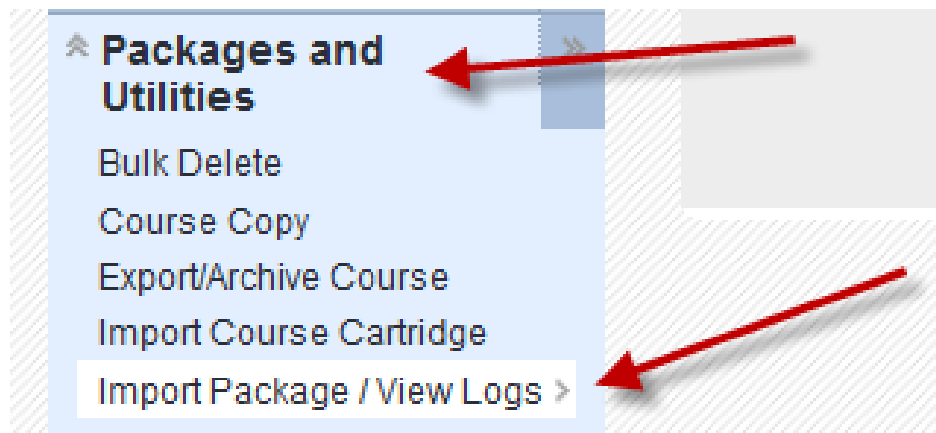 Packages and
Utilities
Bulk Delete
Course Copy
Export/Archive Course
Import Course Cartridge
Import Package / View Logs